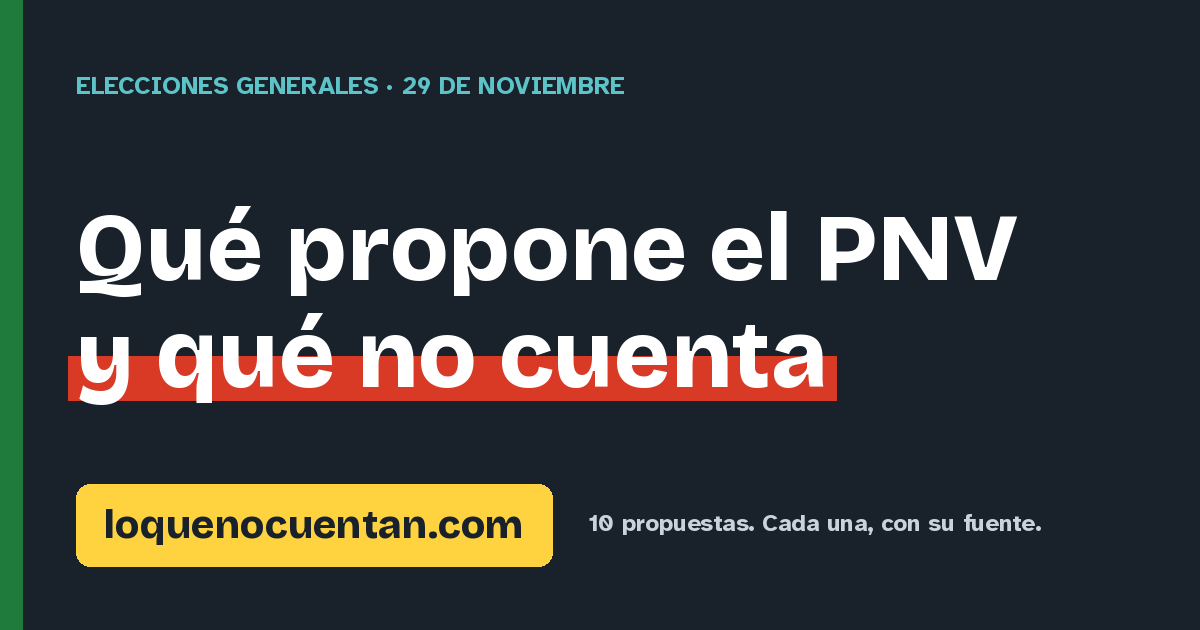 ELECCIONES GENERALES · 29 DE NOVIEMBRE
Qué propone el PNV
y qué no cuenta
loquenocuentan.com
10 propuestas. Cada una, con su fuente.